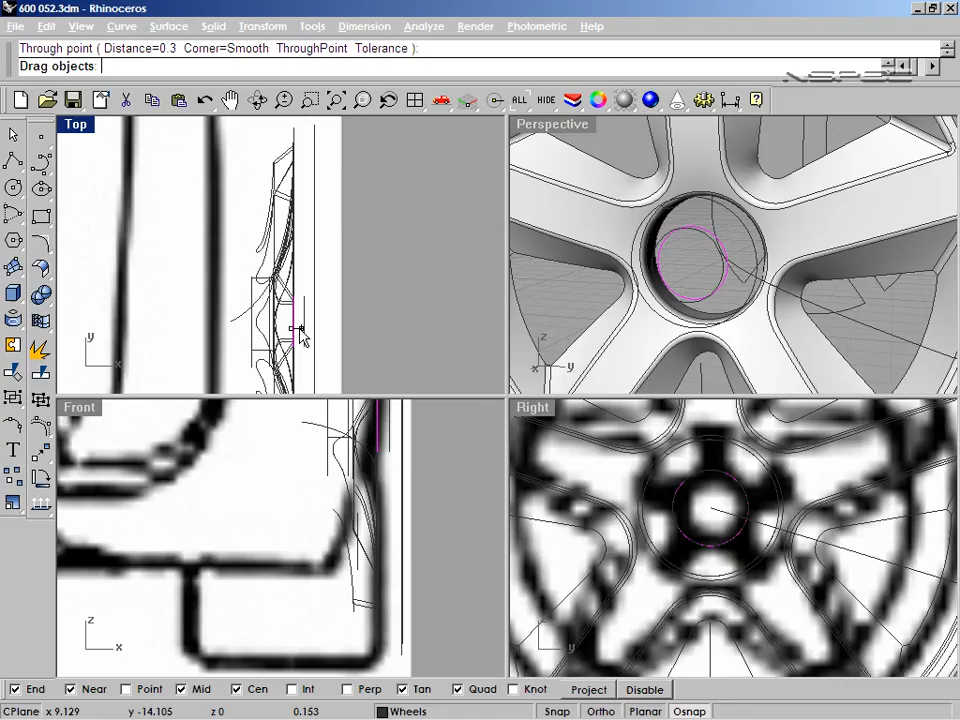 600 052.3dm - Rhinoceros
File Edit View Curve Surface Solid Transform Tools Dimension Analyze Render Photometric Help
Through point ( Distance=0.3 Corner=Smooth ThroughPoint Tolerance ):
Drag objects:
ALL HIDE
Top
Perspective
y
x
z
x
y
Front
Right
z
x
z
y
End Near Point Mid Cen Int Perp Tan Quad Knot Project Disable
CPlane x 9.129 y -14.105 z 0 0.153 Wheels Snap Ortho Planar Osnap